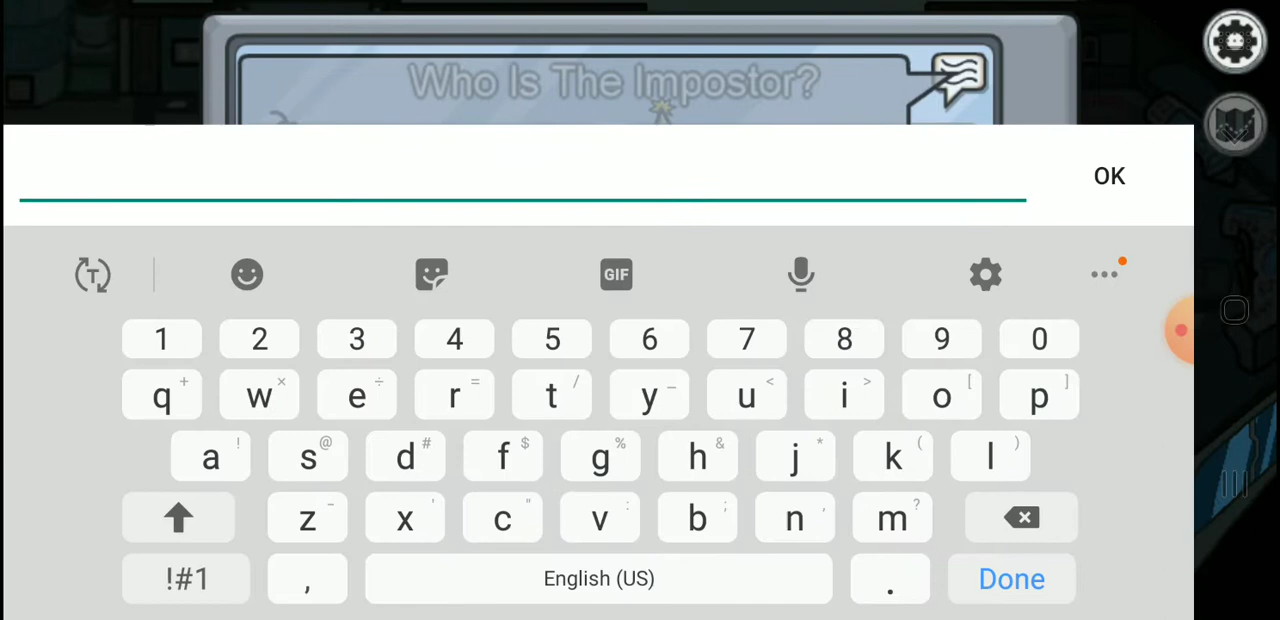 Who Is The Impostor?
OK
T GIF
1 2 3 4 5 6 7 8 9 0
q + w × e ÷ r = t / y _ u < i > o [ p ]
a ! s @ d # f $ g % h & j * k ( l )
z - x ' c " v : b ; n , m ?
!#1 , English (US) . Done